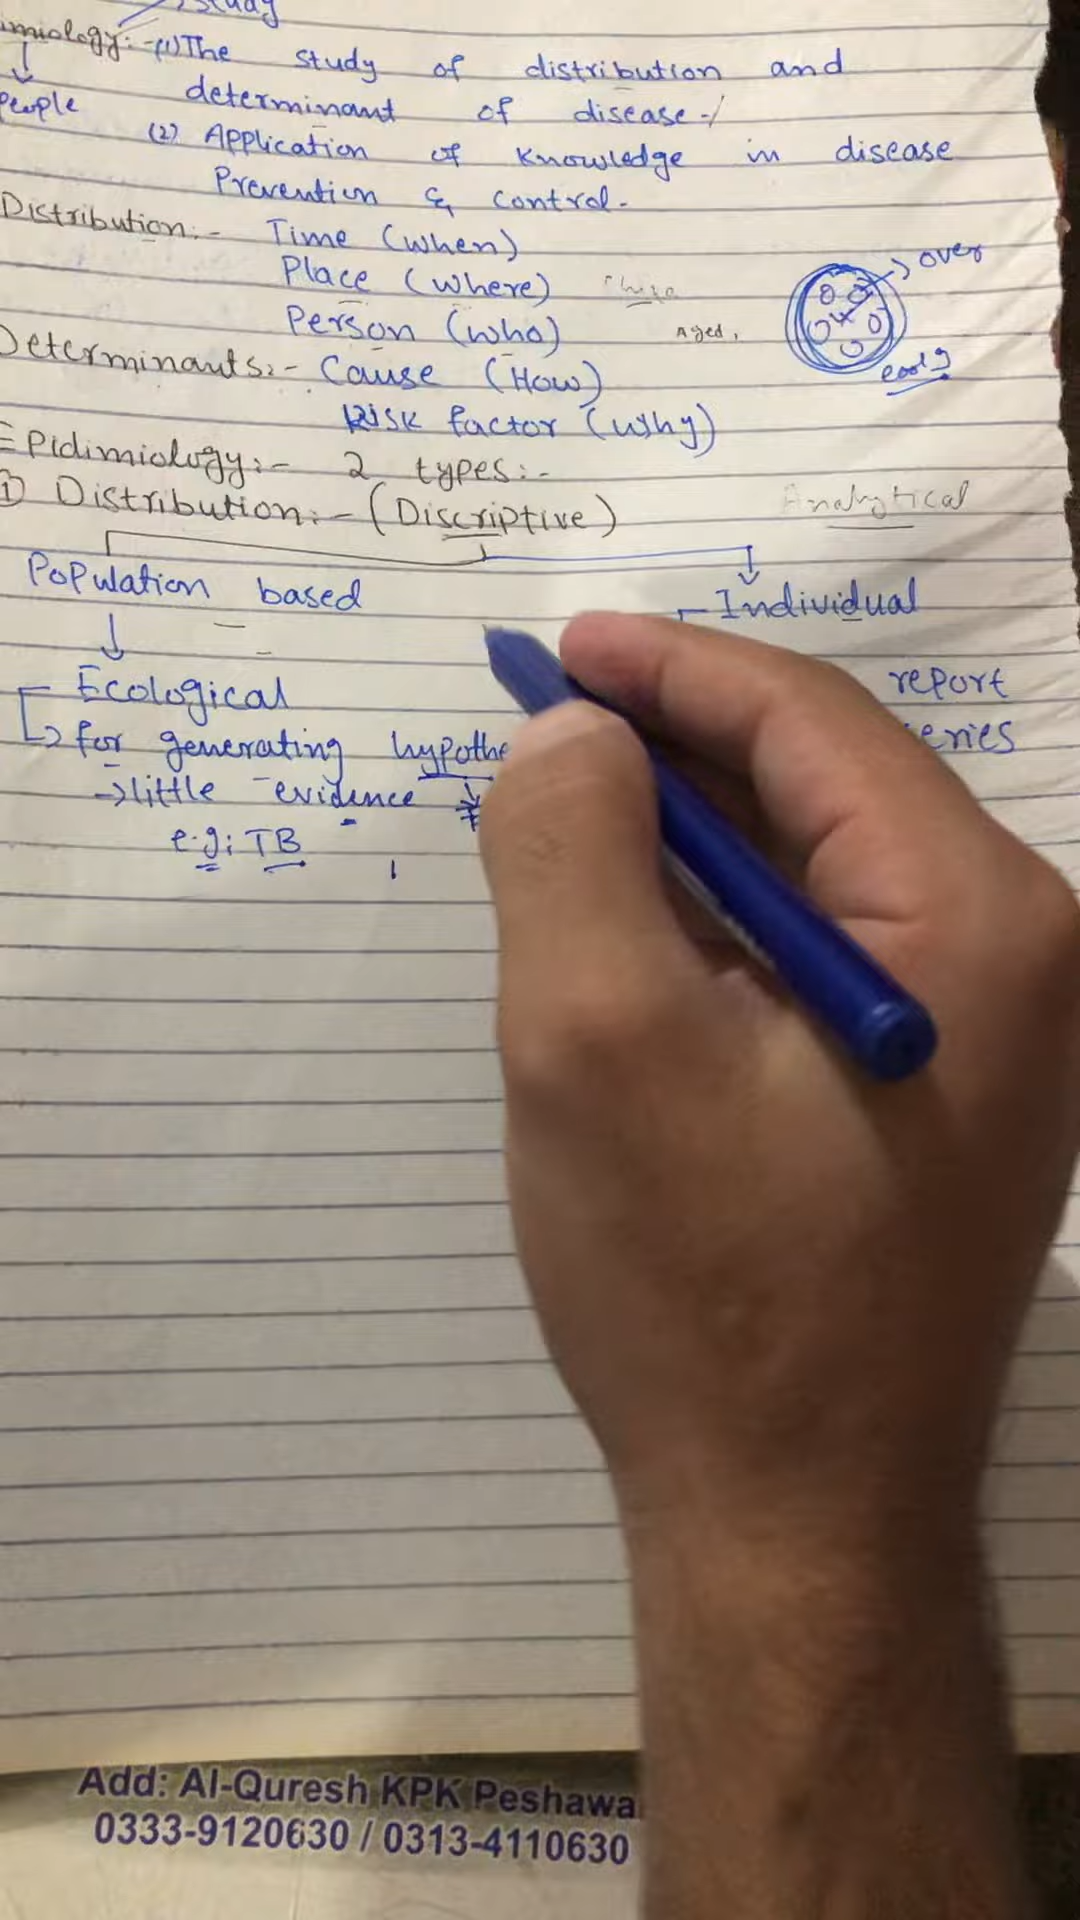 study
miology:-(1) The study of distribution and
People determinant of disease-/
(2) Application of Knowledge in disease
Prevention & Control-
Distribution:- Time (when)
Place (where)
over
Person (who) Aged,
Determinants:- Cause (How)
Risk factor (why)
Epidimiology:- 2 types:-
① Distribution:- (Discriptive) Analytical
Population based
Individual
Ecological report
for generating hypothe eries
→little evidence
e.g; TB
Add: Al-Quresh KPK Peshawa
0333-9120630 / 0313-4110630